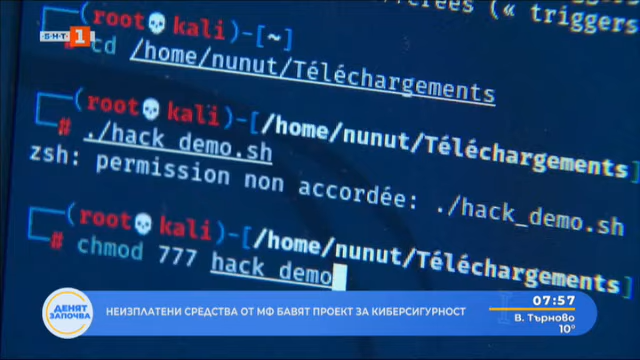 érées (« triggers
(root💀kali)-[~]
# cd /home/nunut/Téléchargements
(root💀kali)-[/home/nunut/Téléchargements]
# ./hack_demo.sh
zsh: permission non accordée: ./hack_demo.sh
(root💀kali)-[/home/nunut/Téléchargements]
# chmod 777 hack_demo
БНТ 1
ДЕНЯТ ЗАПОЧВА
НЕИЗПЛАТЕНИ СРЕДСТВА ОТ МФ БАВЯТ ПРОЕКТ ЗА КИБЕРСИГУРНОСТ
07:57
В. Търново
10°